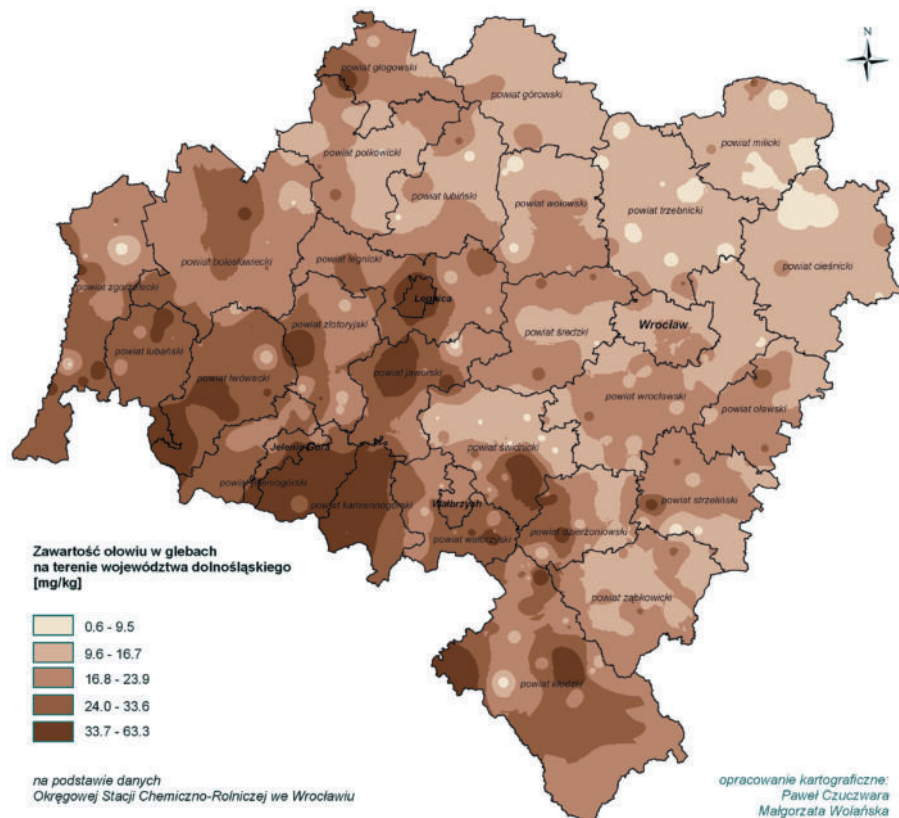 N
powiat głogowski
powiat górowski
powiat milicki
powiat polkowicki
powiat lubiński
powiat wołowski
powiat trzebnicki
powiat bolesławiecki
powiat legnicki
powiat oleśnicki
powiat zgorzelecki
Legnica
powiat złotoryjski
powiat średzki
Wrocław
powiat lubański
powiat lwówecki
powiat jaworski
powiat wrocławski
powiat oławski
Jelenia Góra
powiat świdnicki
powiat jeleniogórski
powiat kamiennogórski
Wałbrzych
powiat strzeliński
powiat wałbrzyski
powiat dzierżoniowski
powiat ząbkowicki
powiat kłodzki
Zawartość ołowiu w glebach
na terenie województwa dolnośląskiego
[mg/kg]
0.6 - 9.5
9.6 - 16.7
16.8 - 23.9
24.0 - 33.6
33.7 - 63.3
na podstawie danych
Okręgowej Stacji Chemiczno-Rolniczej we Wrocławiu
opracowanie kartograficzne:
Paweł Czuczwara
Małgorzata Wolańska